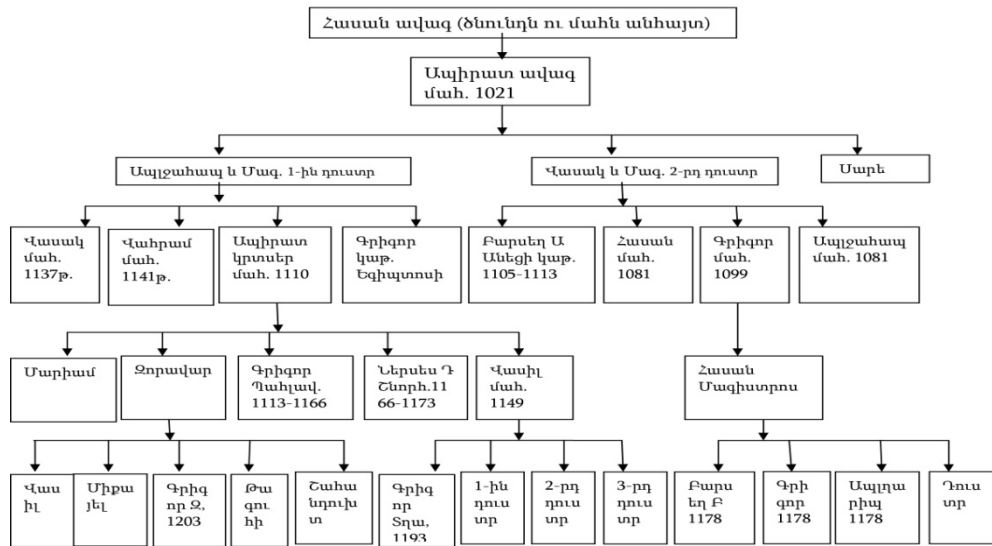 Հասան ավագ (ծնունդն ու մահն անհայտ)
Ապիրատ ավագ
մահ. 1021
Ապլջահապ և Մագ. 1-ին դուստր
Վասակ և Մագ. 2-րդ դուստր
Սարե
Վասակ
մահ.
1137թ.
Վահրամ
մահ.
1141թ.
Ապիրատ
կրտսեր
մահ. 1110
Գրիգոր
կաթ.
Եգիպտոսի
Բարսեղ Ա
Անեցի կաթ.
1105-1113
Հասան
մահ.
1081
Գրիգոր
մահ.
1099
Ապլջահապ
մահ. 1081
Մարիամ
Զորավար
Գրիգոր
Պահլավ.
1113-1166
Ներսես Դ
Շնորհ.11
66-1173
Վասիլ
մահ.
1149
Հասան
Մագիստրոս
Վաս
իլ
Միքա
յել
Գրիգ
որ Զ,
1203
Թա
գու
հի
Շահա
նդուխ
տ
Գրիգ
որ
Տղա,
1193
1-ին
դուս
տր
2-րդ
դուս
տր
3-րդ
դուս
տր
Բարս
եղ Բ
1178
Գրի
գոր
1178
Ապլղա
րիպ
1178
Դուս
տր